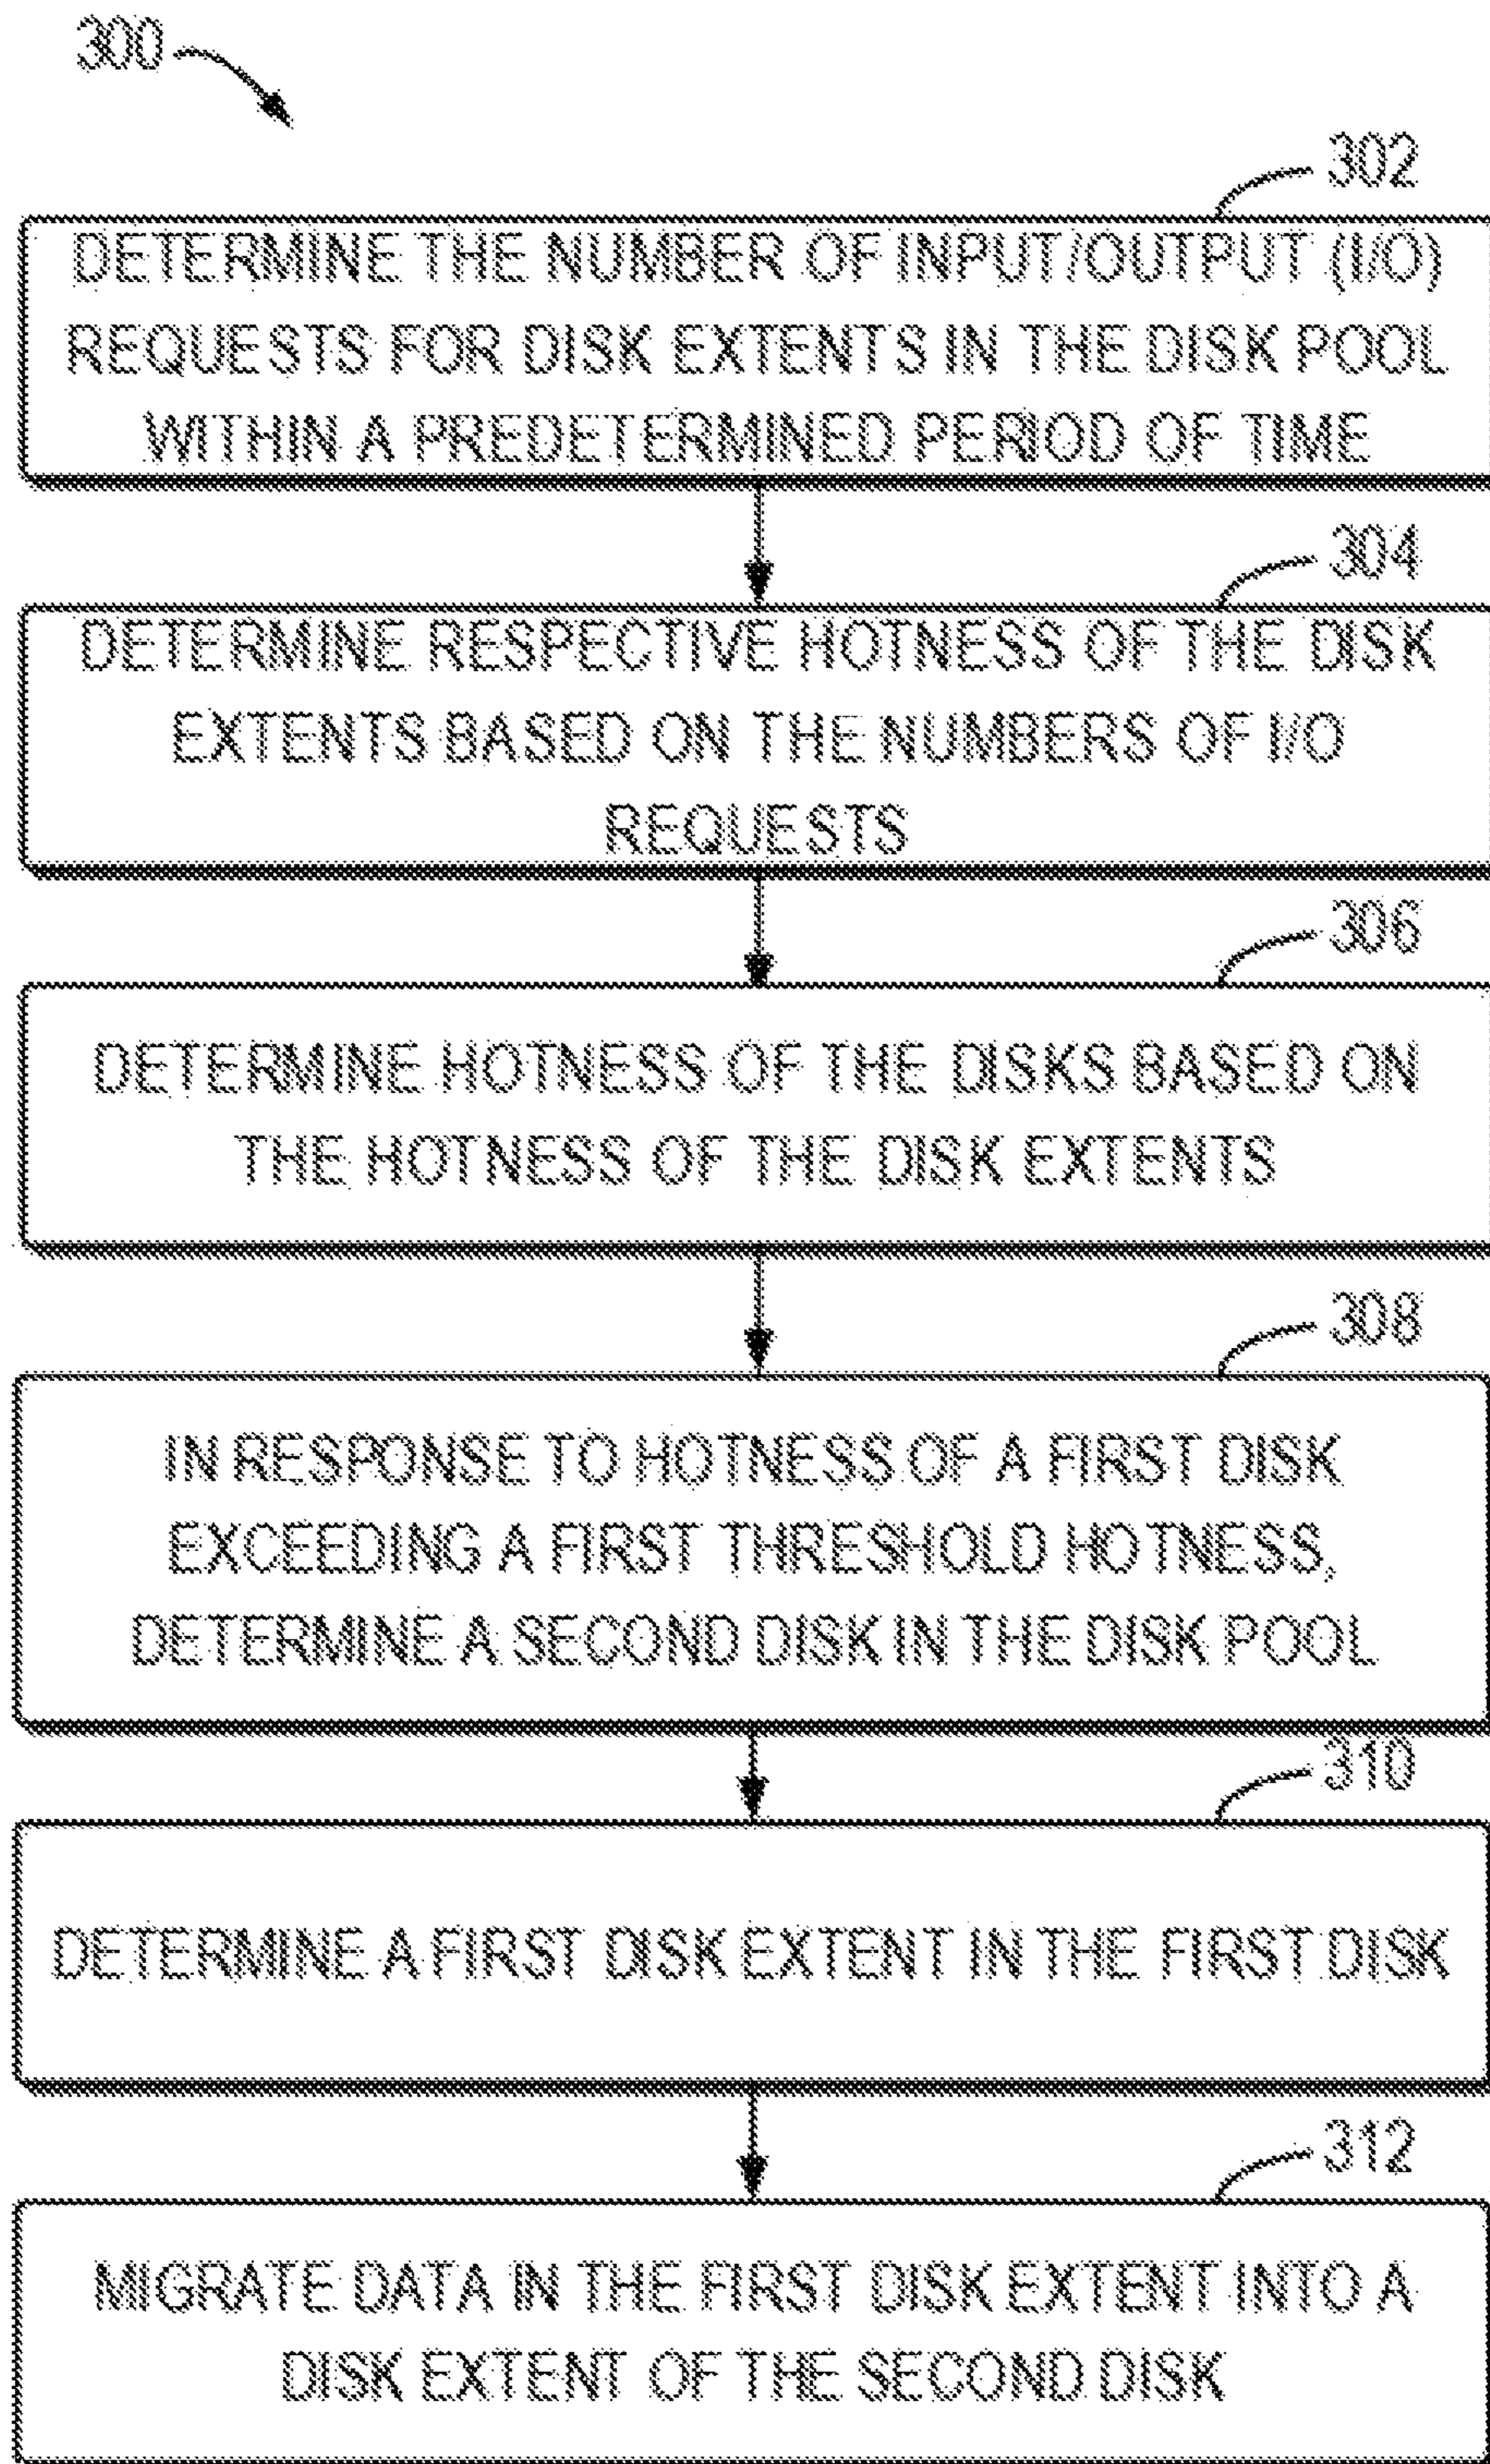 300
302
DETERMINE THE NUMBER OF INPUT/OUTPUT (I/O)
REQUESTS FOR DISK EXTENTS IN THE DISK POOL
WITHIN A PREDETERMINED PERIOD OF TIME
304
DETERMINE RESPECTIVE HOTNESS OF THE DISK
EXTENTS BASED ON THE NUMBERS OF I/O
REQUESTS
306
DETERMINE HOTNESS OF THE DISKS BASED ON
THE HOTNESS OF THE DISK EXTENTS
308
IN RESPONSE TO HOTNESS OF A FIRST DISK
EXCEEDING A FIRST THRESHOLD HOTNESS,
DETERMINE A SECOND DISK IN THE DISK POOL
310
DETERMINE A FIRST DISK EXTENT IN THE FIRST DISK
312
MIGRATE DATA IN THE FIRST DISK EXTENT INTO A
DISK EXTENT OF THE SECOND DISK